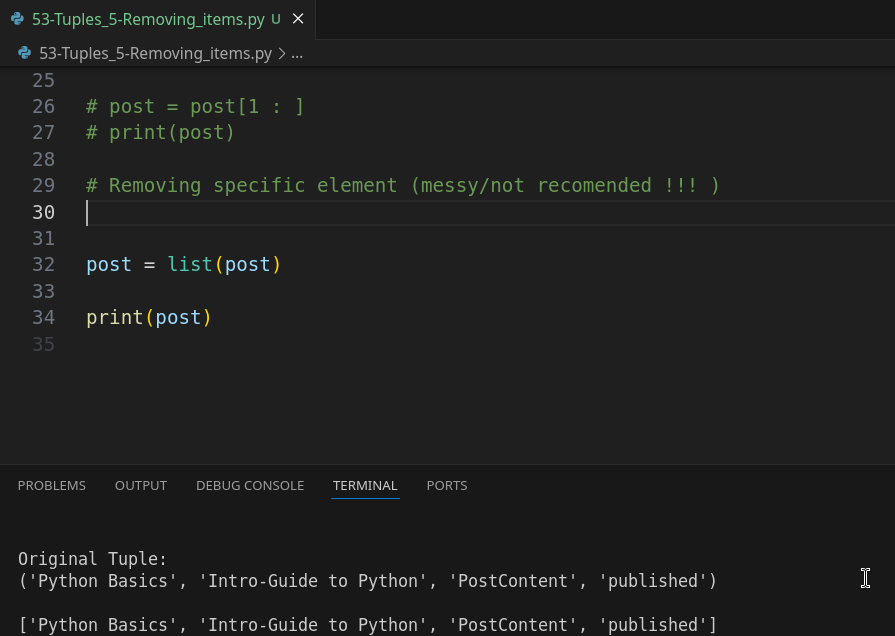 53-Tuples_5-Removing_items.py U ×
53-Tuples_5-Removing_items.py > ...
25
26 # post = post[1 : ]
27 # print(post)
28
29 # Removing specific element (messy/not recomended !!! )
30
31
32 post = list(post)
33
34 print(post)
35
PROBLEMS OUTPUT DEBUG CONSOLE TERMINAL PORTS
Original Tuple:
('Python Basics', 'Intro-Guide to Python', 'PostContent', 'published')
['Python Basics', 'Intro-Guide to Python', 'PostContent', 'published']